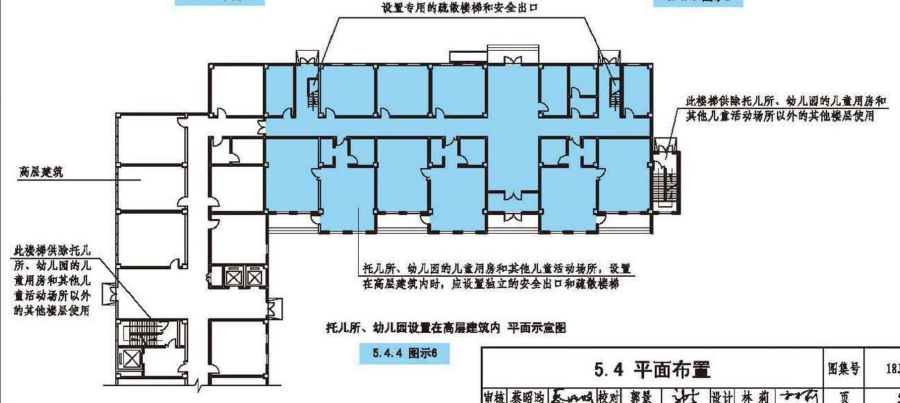 设置专用的疏散楼梯和安全出口
此楼梯供除托儿所、幼儿园的儿童用房和
其他儿童活动场所以外的其他楼层使用
高层建筑
此楼梯供除托儿
所、幼儿园的儿
童用房和其他儿
童活动场所以外
的其他楼层使用
托儿所、幼儿园的儿童用房和其他儿童活动场所，设置
在高层建筑内时，应设置独立的安全出口和疏散楼梯
托儿所、幼儿园设置在高层建筑内 平面示意图
5.4.4 图示6
5.4 平面布置
图集号
审核 蔡昭昀 校对 郭景 设计 林莉 页